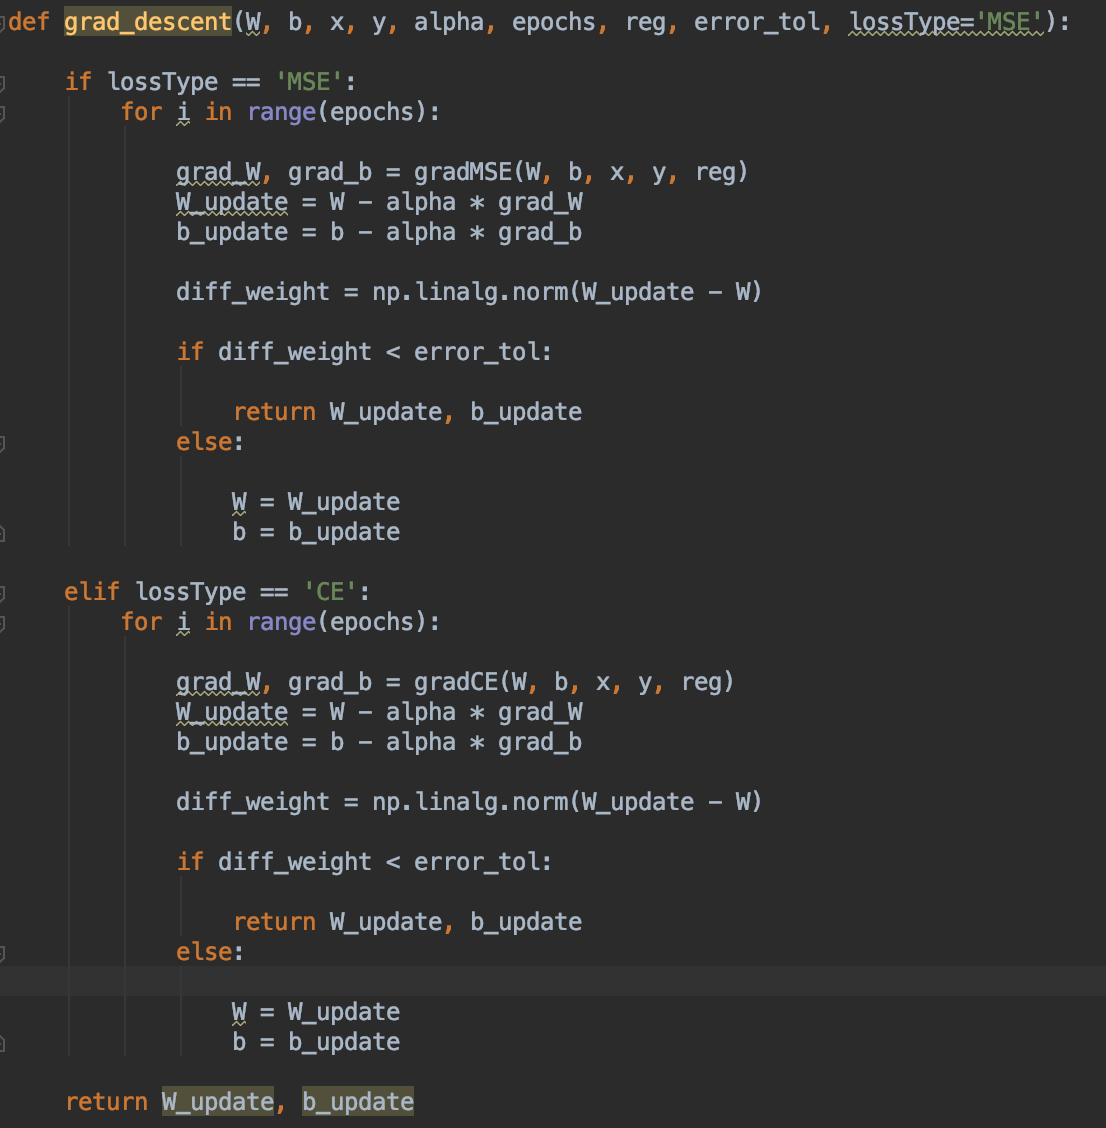 def grad_descent(W, b, x, y, alpha, epochs, reg, error_tol, lossType='MSE'):
    if lossType == 'MSE':
        for i in range(epochs):
            grad_W, grad_b = gradMSE(W, b, x, y, reg)
            W_update = W - alpha * grad_W
            b_update = b - alpha * grad_b
            diff_weight = np.linalg.norm(W_update - W)
            if diff_weight < error_tol:
                return W_update, b_update
            else:
                W = W_update
                b = b_update
    elif lossType == 'CE':
        for i in range(epochs):
            grad_W, grad_b = gradCE(W, b, x, y, reg)
            W_update = W - alpha * grad_W
            b_update = b - alpha * grad_b
            diff_weight = np.linalg.norm(W_update - W)
            if diff_weight < error_tol:
                return W_update, b_update
            else:
                W = W_update
                b = b_update
    return W_update, b_update